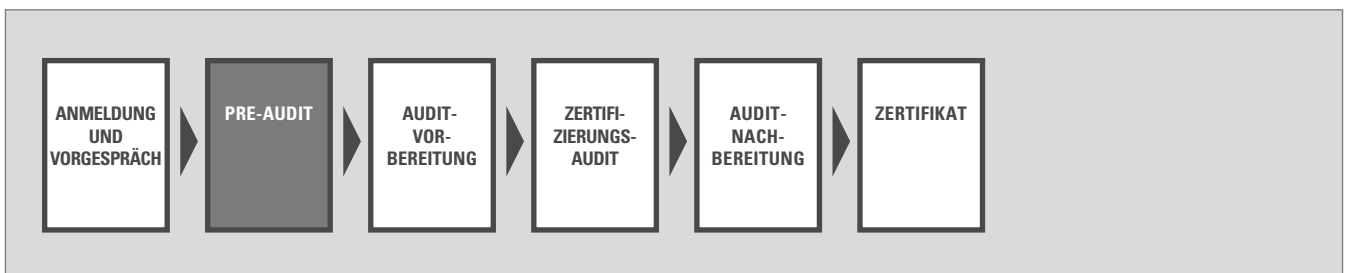 ANMELDUNG
UND
VORGESPRÄCH
PRE-AUDIT
AUDIT-
VOR-
BEREITUNG
ZERTIFI-
ZIERUNGS-
AUDIT
AUDIT-
NACH-
BEREITUNG
ZERTIFIKAT